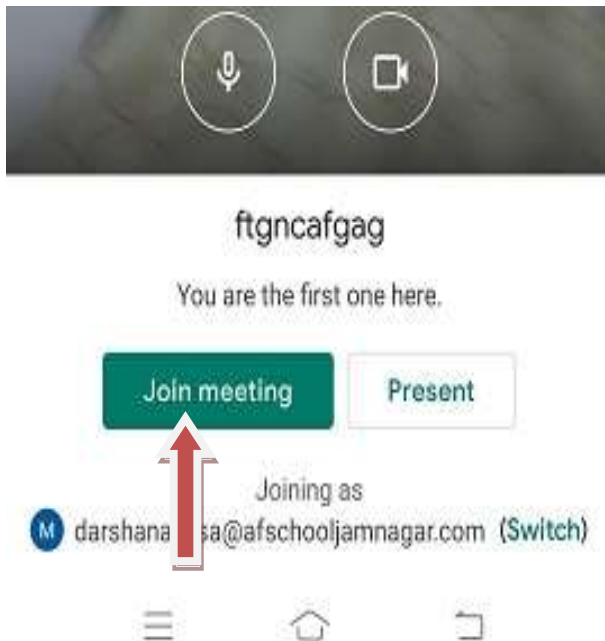 ftgncafgag
You are the first one here.
Join meeting Present
Joining as
M darshana sa@afschooljamnagar.com (Switch)